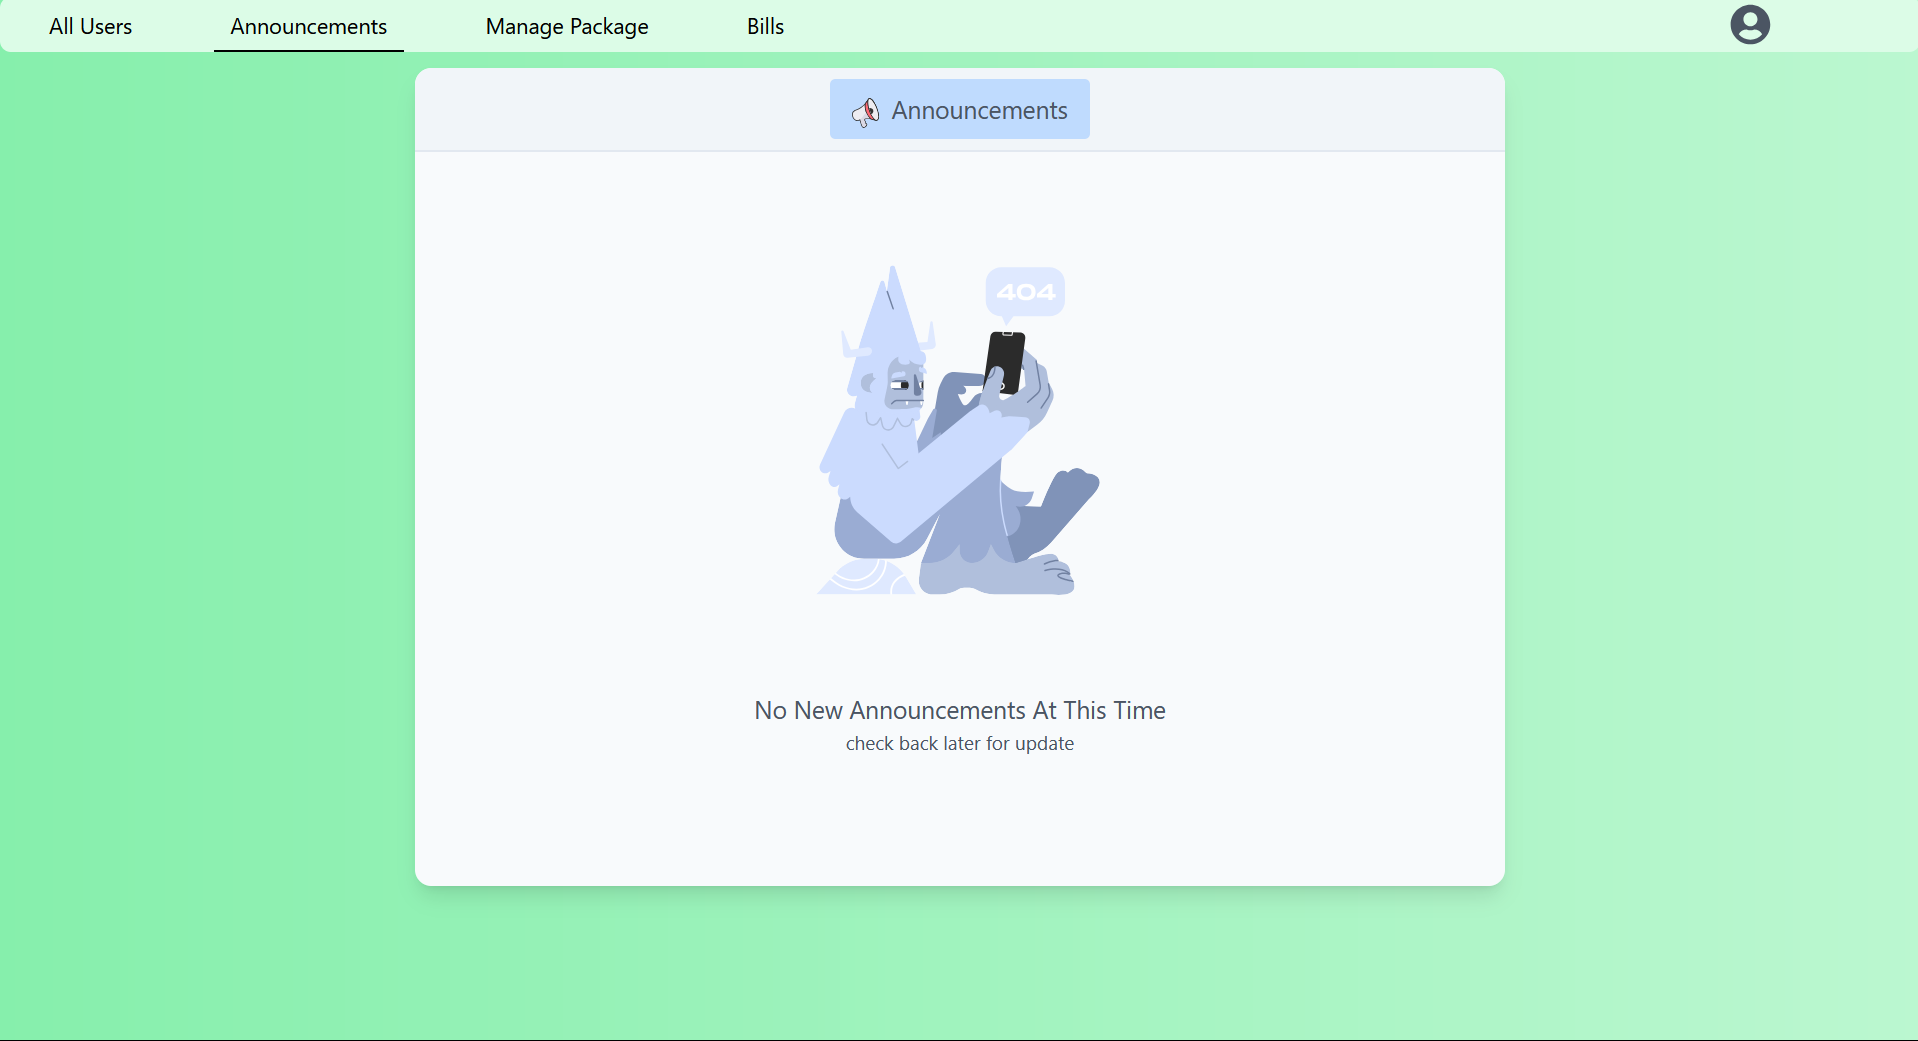 All Users Announcements Manage Package Bills
Announcements
404
No New Announcements At This Time
check back later for update